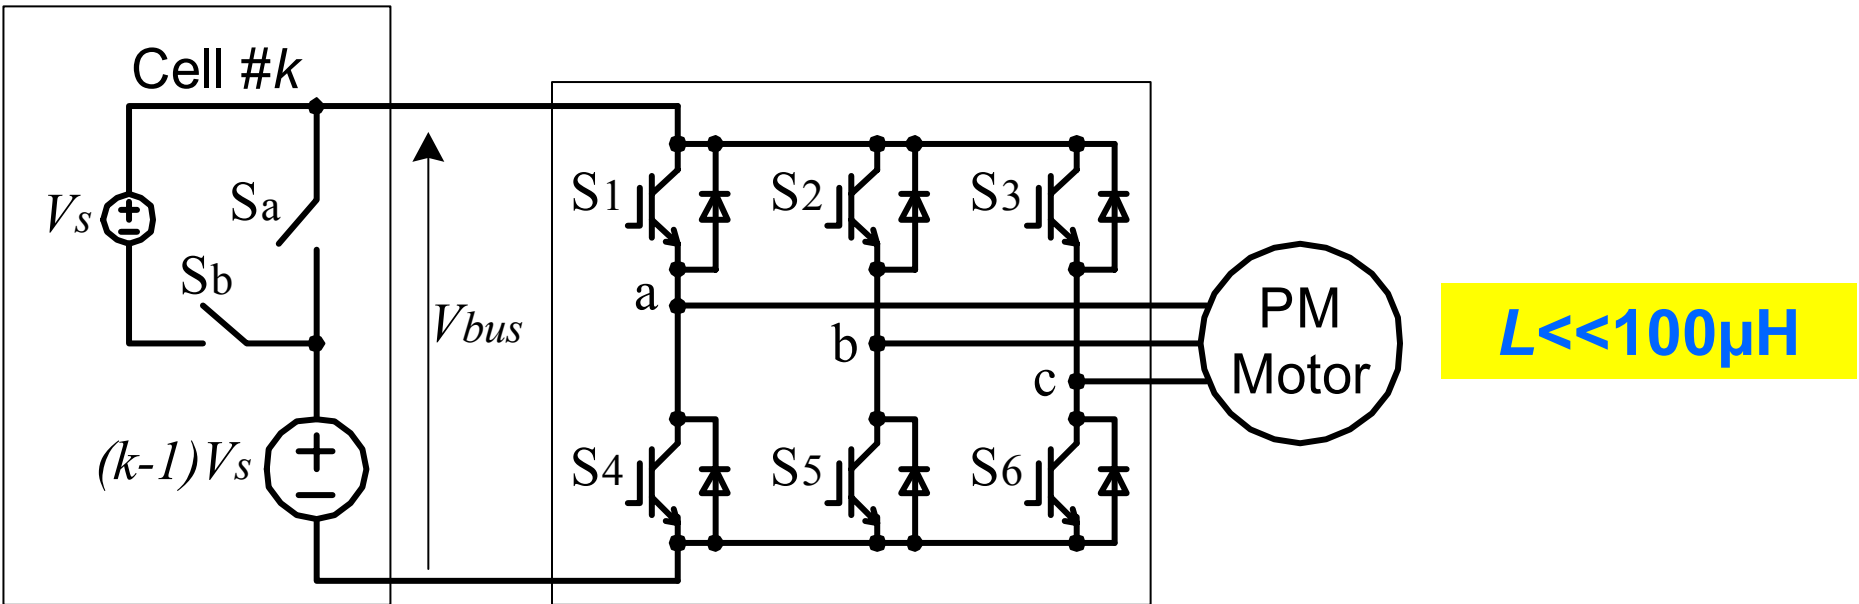 Cell #k
Vs
Sa
Sb
(k-1)Vs
Vbus
S1
S2
S3
a
b
c
S4
S5
S6
PM
Motor
L<<100µH